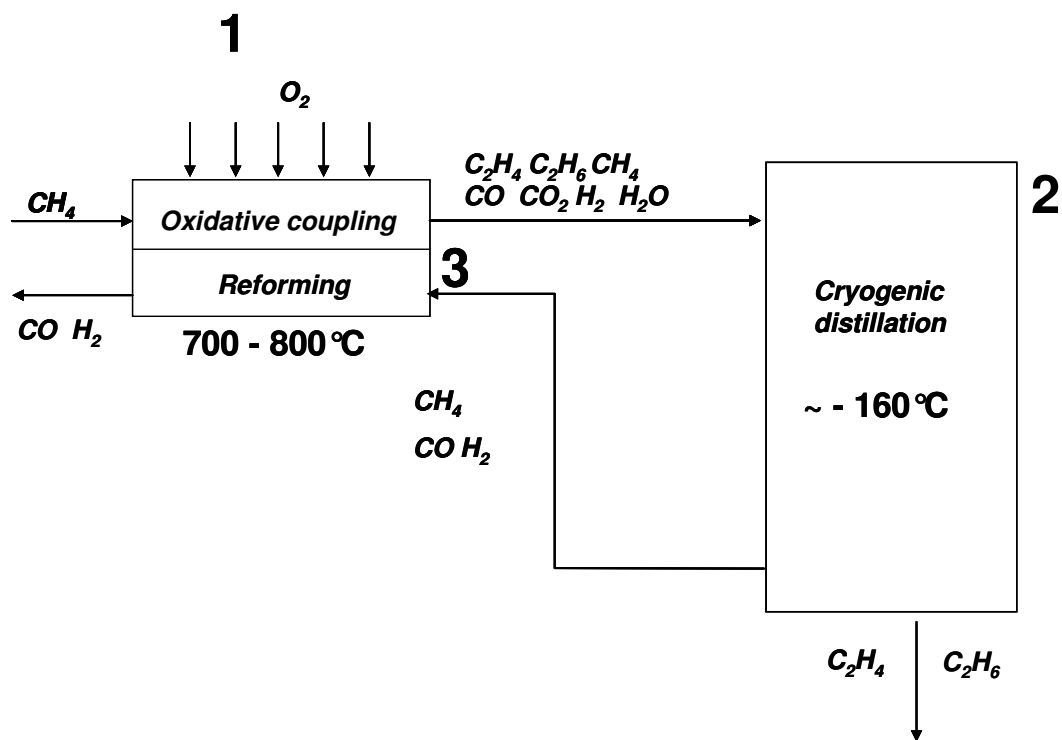 1
O₂
C₂H₄ C₂H₆ CH₄
CO CO₂ H₂ H₂O
2
CH₄
Oxidative coupling
3
Reforming
CO H₂
700 - 800 °C
Cryogenic
distillation
~ - 160 °C
CH₄
CO H₂
C₂H₄ C₂H₆